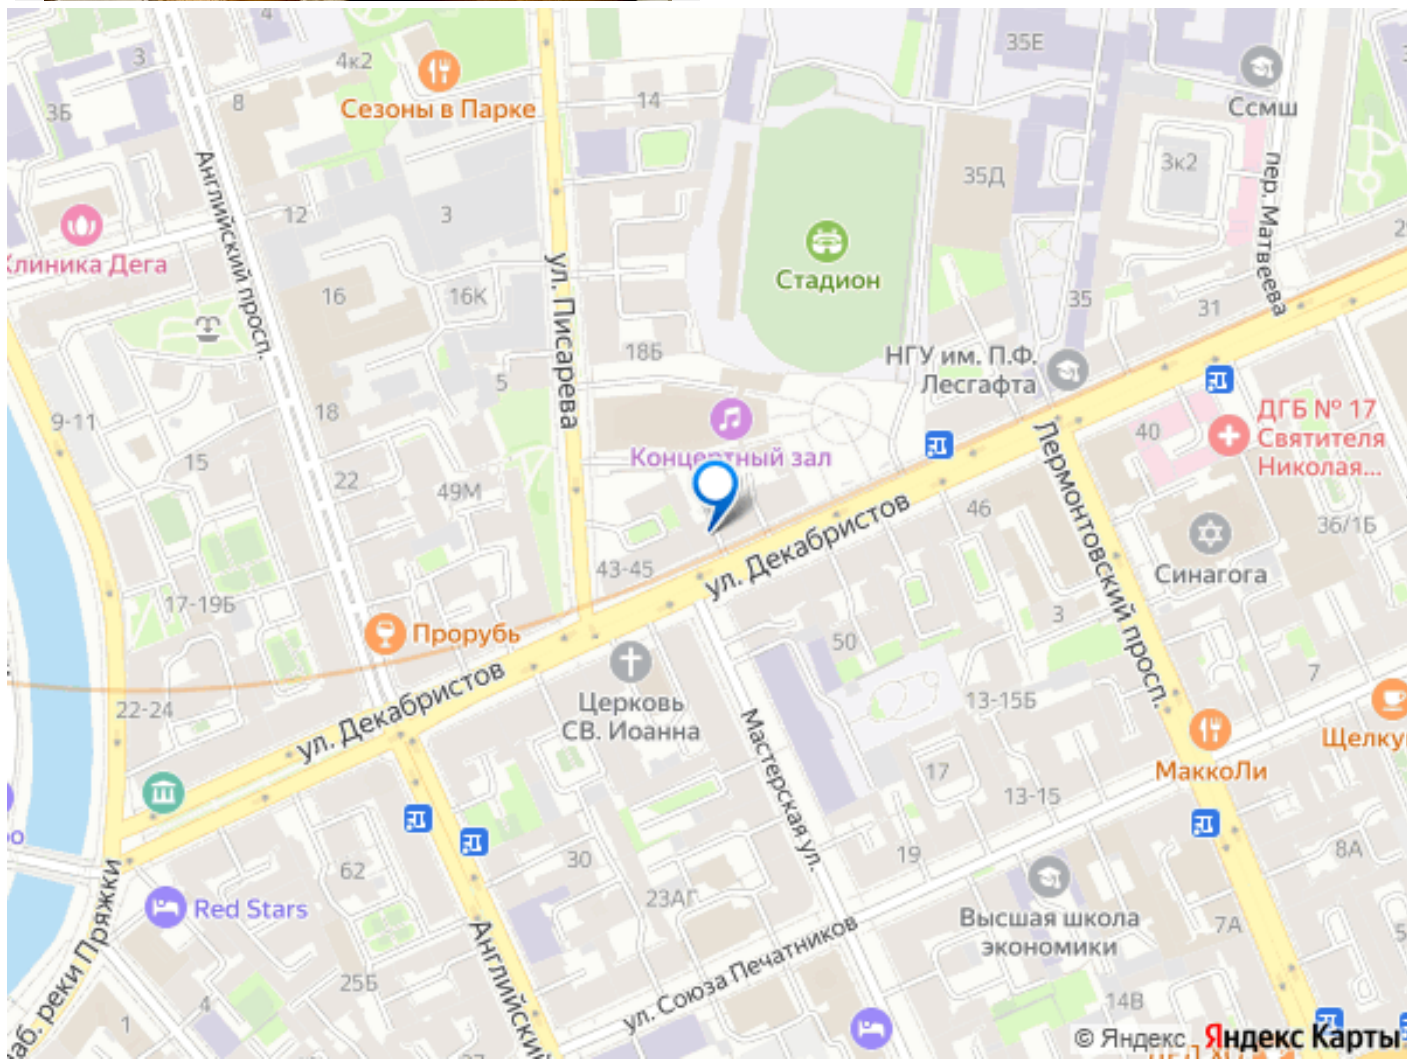 4
3
4к2
35Е
Ссмш
3Б
8
Сезоны в Парке
14
3к2
35Д
пер. Матвеева
Английский просп.
12
3
Клиника Дега
ул. Писарева
Стадион
16
16К
35
31
18Б
НГУ им. П.Ф.
Лесгафта
5
9-11
18
Концертный зал
Лермонтовский просп.
40
ДГБ № 17
Святителя
Николая...
15
22
49М
46
36/1Б
ул. Декабристов
43-45
Синагога
17-19Б
Прорубь
3
50
7
22-24
ул. Декабристов
Церковь
СВ. Иоанна
13-15Б
Мастерская ул.
Щелку
МаккоЛи
17
13-15
62
30
19
8А
Red Stars
23АГ
Высшая школа
экономики
7А
Английский
наб. реки Пряжки
25Б
ул. Союза Печатников
4
1
14В
© Яндекс Яндекс Карты